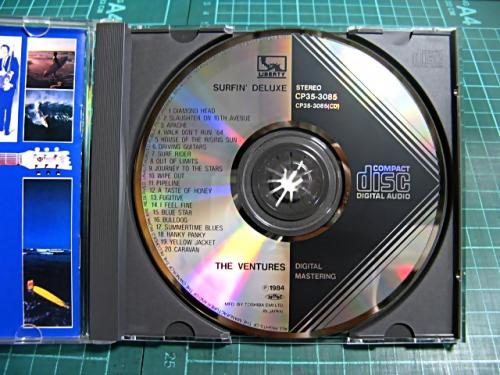 LIBERTY
SURFIN' DELUXE
STEREO
CP35-3085
CP35-3085(CD)
1. DIAMOND HEAD
2. SLAUGHTER ON 10TH AVENUE
3. APACHE
4. WALK DON'T RUN '64
5. HOUSE OF THE RISING SUN
6. DRIVING GUITARS
7. SURF RIDER
8. OUT OF LIMITS
9. JOURNEY TO THE STARS
10. WIPE OUT
11. PIPELINE
12. A TASTE OF HONEY
13. FUGITIVE
14. I FEEL FINE
15. BLUE STAR
16. BULLDOG
17. SUMMERTIME BLUES
18. HANKY PANKY
19. YELLOW JACKET
20. CARAVAN
COMPACT
disc
DIGITAL AUDIO
THE VENTURES
DIGITAL
MASTERING
℗1984
MFD BY TOSHIBA EMI LTD.
IN JAPAN
A4
A4
25